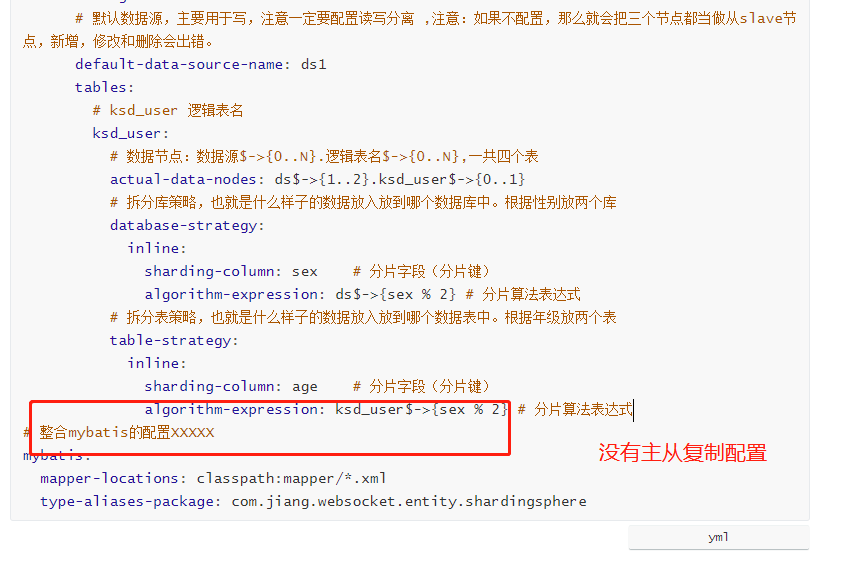 # 默认数据源，主要用于写，注意一定要配置读写分离 ,注意：如果不配置，那么就会把三个节点都当做从slave节
点，新增，修改和删除会出错。
default-data-source-name: ds1
tables:
# ksd_user 逻辑表名
ksd_user:
# 数据节点：数据源$->{0..N}.逻辑表名$->{0..N},一共四个表
actual-data-nodes: ds$->{1..2}.ksd_user$->{0..1}
# 拆分库策略，也就是什么样子的数据放入放到哪个数据库中。根据性别放两个库
database-strategy:
inline:
sharding-column: sex    # 分片字段（分片键）
algorithm-expression: ds$->{sex % 2} # 分片算法表达式
# 拆分表策略，也就是什么样子的数据放入放到哪个数据表中。根据年级放两个表
table-strategy:
inline:
sharding-column: age    # 分片字段（分片键）
algorithm-expression: ksd_user$->{sex % 2} # 分片算法表达式
# 整合mybatis的配置XXXXX
没有主从复制配置
mybatis:
mapper-locations: classpath:mapper/*.xml
type-aliases-package: com.jiang.websocket.entity.shardingsphere
yml